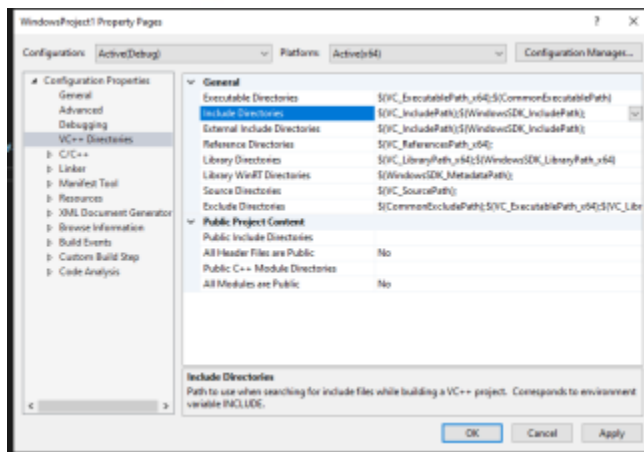 WindowsProject1 Property Pages
? ×
Configuration: Active(Debug) Platform: Active(x64) Configuration Manager...
Configuration Properties
General
Advanced
Debugging
VC++ Directories
C/C++
Linker
Manifest Tool
Resources
XML Document Generator
Browse Information
Build Events
Custom Build Step
Code Analysis
General
Executable Directories $(VC_ExecutablePath_x64);$(CommonExecutablePath)
Include Directories $(VC_IncludePath);$(WindowsSDK_IncludePath);
External Include Directories $(VC_IncludePath);$(WindowsSDK_IncludePath);
Reference Directories $(VC_ReferencesPath_x64);
Library Directories $(VC_LibraryPath_x64);$(WindowsSDK_LibraryPath_x64)
Library WinRT Directories $(WindowsSDK_MetadataPath);
Source Directories $(VC_SourcePath);
Exclude Directories $(CommonExcludePath);$(VC_ExecutablePath_x64);$(VC_Libr
Public Project Content
Public Include Directories
All Header Files are Public No
Public C++ Module Directories
All Modules are Public No
Include Directories
Path to use when searching for include files while building a VC++ project. Corresponds to environment
variable INCLUDE.
OK Cancel Apply